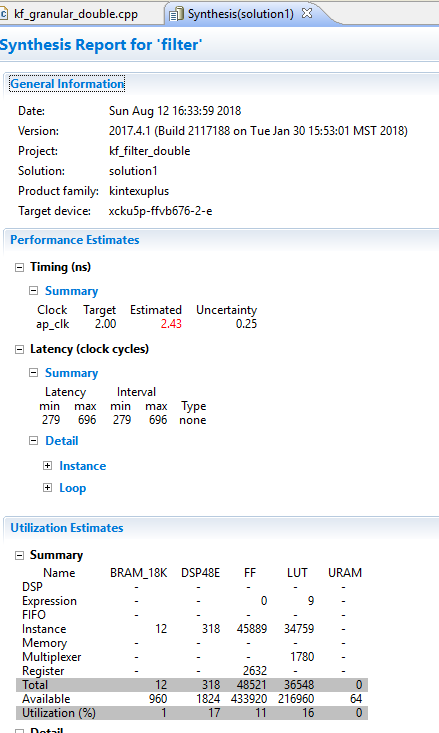 kf_granular_double.cpp Synthesis(solution1)
Synthesis Report for 'filter'
General Information
Date: Sun Aug 12 16:33:59 2018
Version: 2017.4.1 (Build 2117188 on Tue Jan 30 15:53:01 MST 2018)
Project: kf_filter_double
Solution: solution1
Product family: kintexuplus
Target device: xcku5p-ffvb676-2-e
Performance Estimates
Timing (ns)
Summary
Clock Target Estimated Uncertainty
ap_clk 2.00 2.43 0.25
Latency (clock cycles)
Summary
Latency Interval
min max min max Type
279 696 279 696 none
Detail
Instance
Loop
Utilization Estimates
Summary
Name BRAM_18K DSP48E FF LUT URAM
DSP - - - - -
Expression - - 0 9 -
FIFO - - - - -
Instance 12 318 45889 34759 -
Memory - - - - -
Multiplexer - - - 1780 -
Register - - 2632 - -
Total 12 318 48521 36548 0
Available 960 1824 433920 216960 64
Utilization (%) 1 17 11 16 0
Detail